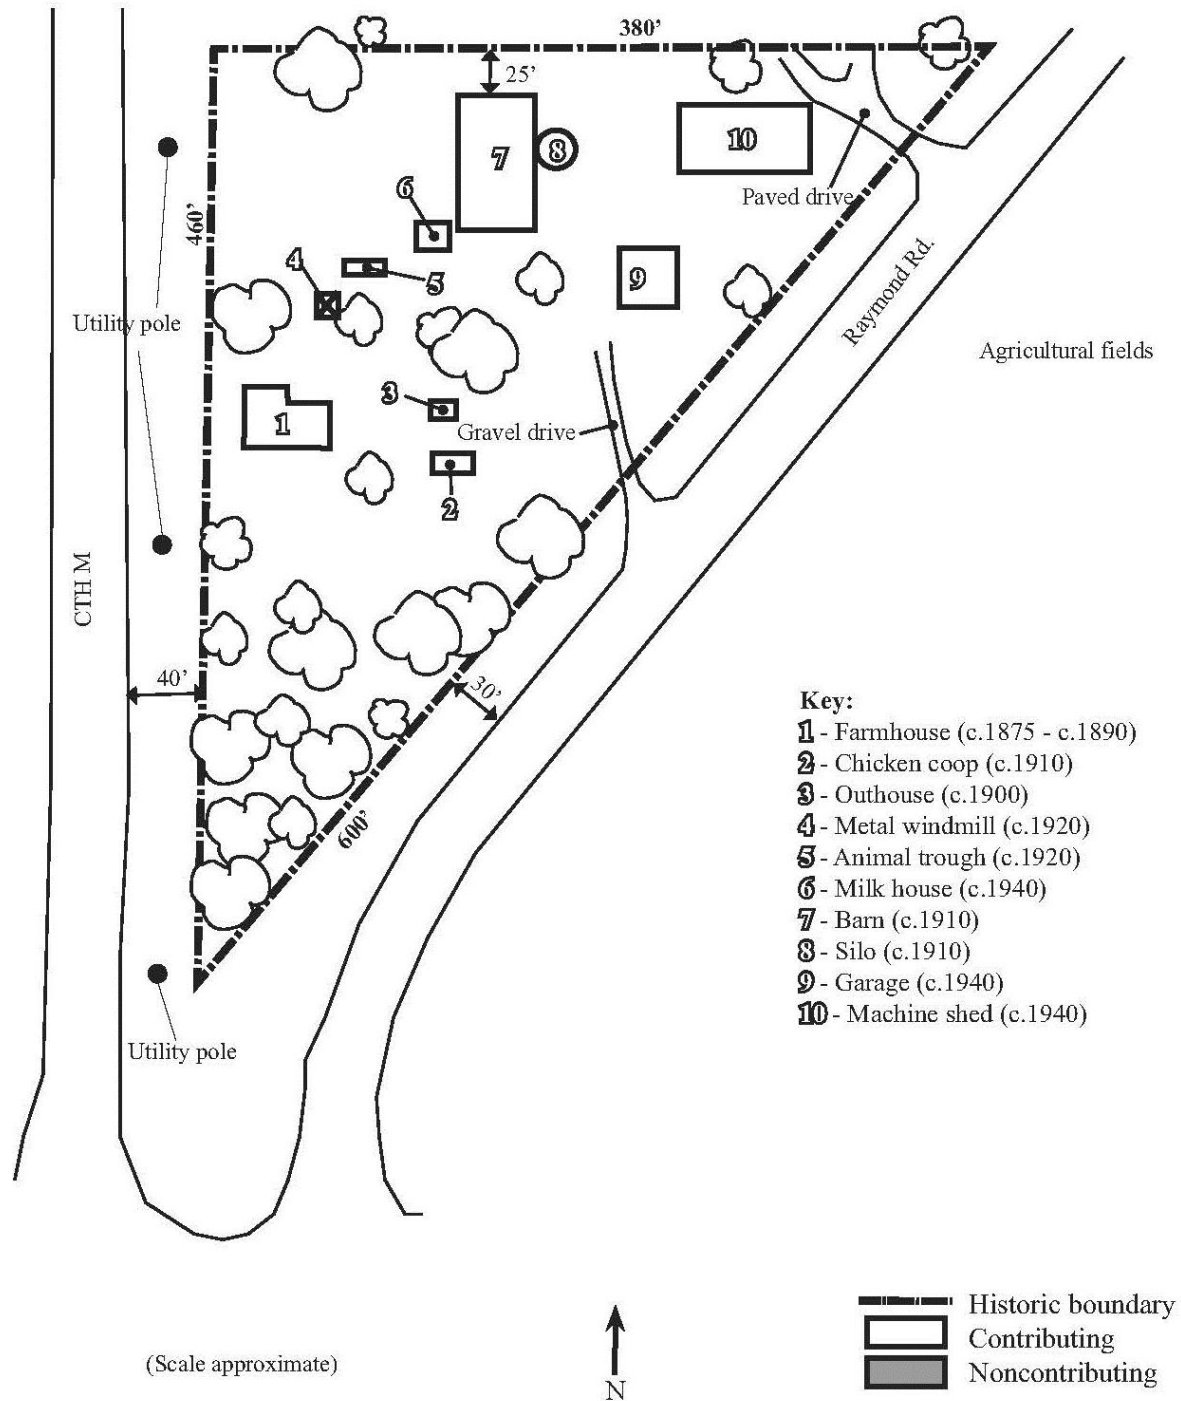 380’
25’
7
8
10
6
Paved drive
460’
4
5
9
Raymond Rd.
Utility pole
Agricultural fields
3
1
Gravel drive
2
CTH M
40’
30’
Key:
1 - Farmhouse (c.1875 - c.1890)
2 - Chicken coop (c.1910)
3 - Outhouse (c.1900)
4 - Metal windmill (c.1920)
5 - Animal trough (c.1920)
6 - Milk house (c.1940)
7 - Barn (c.1910)
8 - Silo (c.1910)
9 - Garage (c.1940)
10 - Machine shed (c.1940)
600’
Utility pole
Historic boundary
Contributing
Noncontributing
(Scale approximate)
N